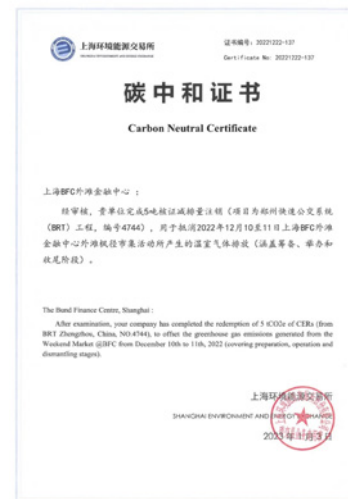 上海环境能源交易所
证书编号：20221222-137
Certificate No: 20221222-137
碳中和证书
Carbon Neutral Certificate
上海BFC外滩金融中心 ：
经审核，贵单位完成5吨核证减排量注销（项目为郑州快速公交系统
（BRT）工程，编号4744），用于抵消2022年12月10至11日上海BFC外滩
金融中心外滩枫径市集活动所产生的温室气体排放（涵盖筹备、举办和
收尾阶段）。
The Bund Finance Centre, Shanghai :
After examination, your company has completed the redemption of 5 tCO2e of CERs (from
BRT Zhengzhou, China, NO.4744), to offset the greenhouse gas emissions generated from the
Weekend Market @BFC from December 10th to 11th, 2022 (covering preparation, operation and
dismantling stages).
上海环境能源交易所
SHANGHAI ENVIRONMENT AND ENERGY EXCHANGE
2023年1月3日